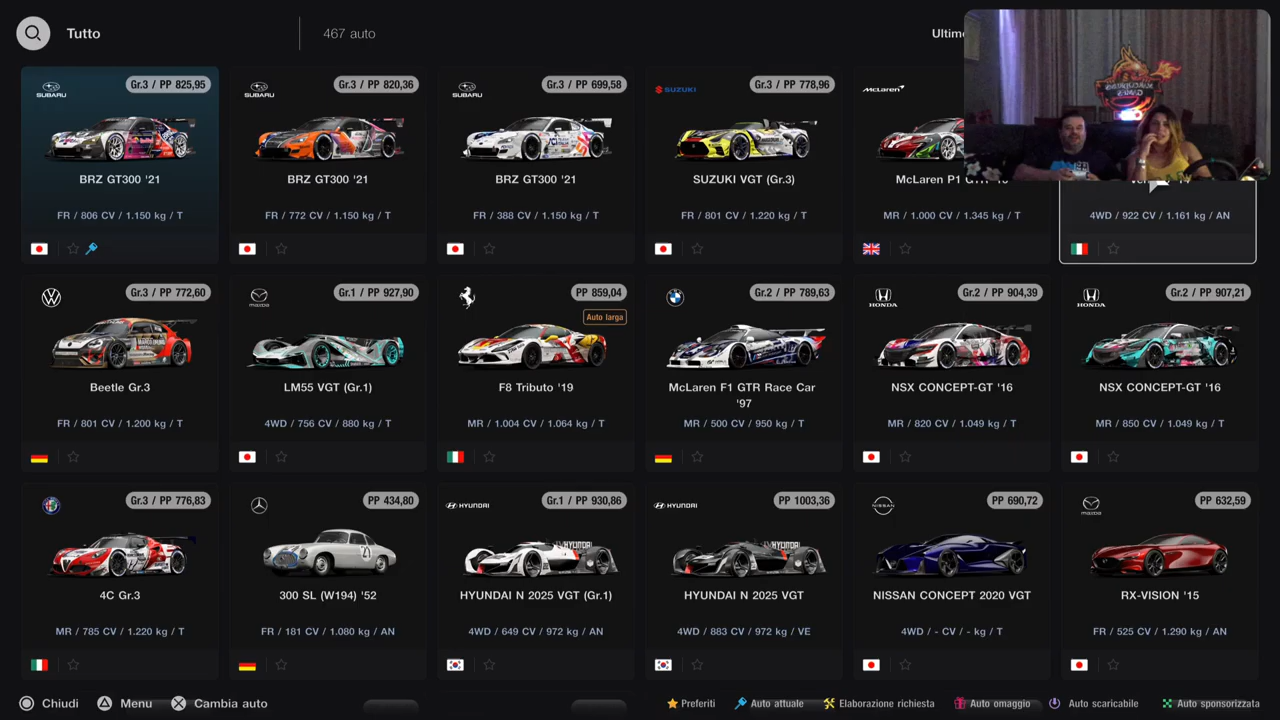 Tutto
467 auto
Ultime
SUBARU
Gr.3 / PP 825,95
BRZ GT300 '21
FR / 806 CV / 1.150 kg / T
SUBARU
Gr.3 / PP 820,36
BRZ GT300 '21
FR / 772 CV / 1.150 kg / T
SUBARU
Gr.3 / PP 699,58
BRZ GT300 '21
FR / 388 CV / 1.150 kg / T
SUZUKI
Gr.3 / PP 778,96
SUZUKI VGT (Gr.3)
FR / 801 CV / 1.220 kg / T
McLaren
McLaren P1
MR / 1.000 CV / 1.345 kg / T
4WD / 922 CV / 1.161 kg / AN
Gr.3 / PP 772,60
Beetle Gr.3
FR / 801 CV / 1.200 kg / T
mazda
Gr.1 / PP 927,90
LM55 VGT (Gr.1)
4WD / 756 CV / 880 kg / T
PP 859,04
Auto larga
F8 Tributo '19
MR / 1.004 CV / 1.064 kg / T
Gr.2 / PP 789,63
McLaren F1 GTR Race Car
'97
MR / 500 CV / 950 kg / T
HONDA
Gr.2 / PP 904,39
NSX CONCEPT-GT '16
MR / 820 CV / 1.049 kg / T
HONDA
Gr.2 / PP 907,21
NSX CONCEPT-GT '16
MR / 850 CV / 1.049 kg / T
Gr.3 / PP 776,83
4C Gr.3
MR / 785 CV / 1.220 kg / T
PP 434,80
21
300 SL (W194) '52
FR / 181 CV / 1.080 kg / AN
HYUNDAI
Gr.1 / PP 930,86
HYUNDAI
HYUNDAI N 2025 VGT (Gr.1)
4WD / 649 CV / 972 kg / AN
HYUNDAI
PP 1003,36
HYUNDAI
HYUNDAI N 2025 VGT
4WD / 883 CV / 972 kg / VE
NISSAN
PP 690,72
NISSAN CONCEPT 2020 VGT
4WD / - CV / - kg / T
mazda
PP 632,59
RX-VISION '15
FR / 525 CV / 1.290 kg / AN
Chiudi
Menu
Cambia auto
Preferiti
Auto attuale
Elaborazione richiesta
Auto omaggio
Auto scaricabile
Auto sponsorizzata